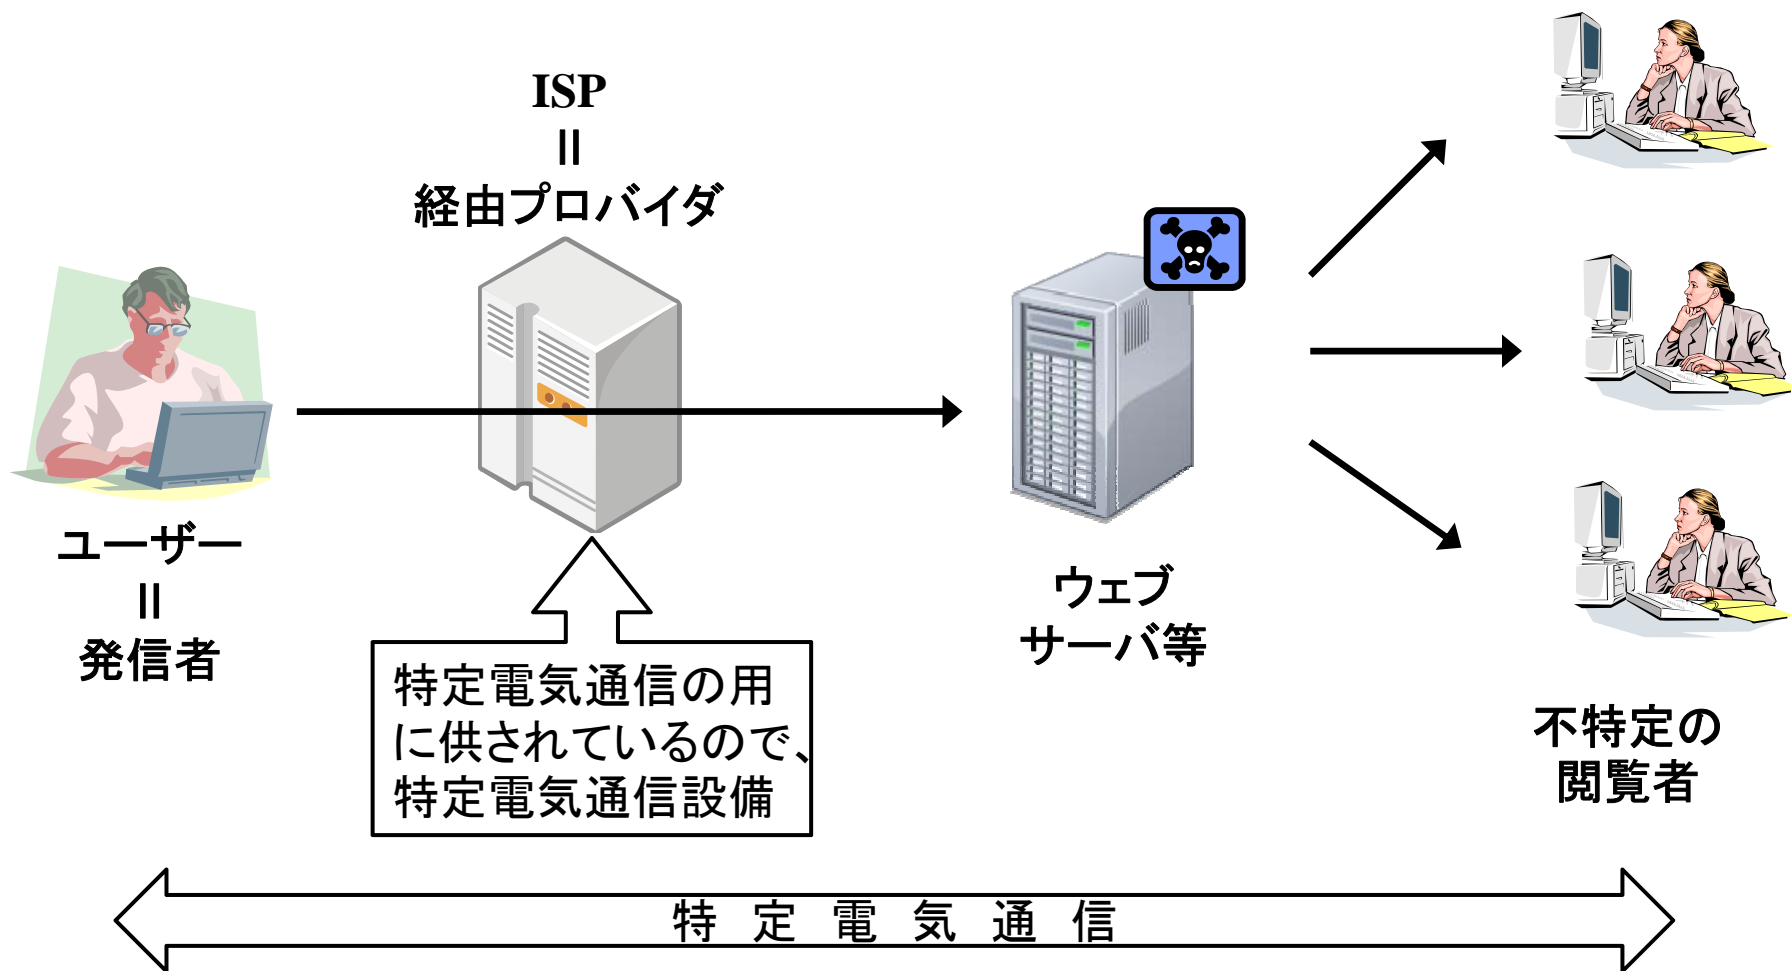 ISP
＝
経由プロバイダ
ユーザー
＝
発信者
特定電気通信の用
に供されているので、
特定電気通信設備
ウェブ
サーバ等
不特定の
閲覧者
特定電気通信